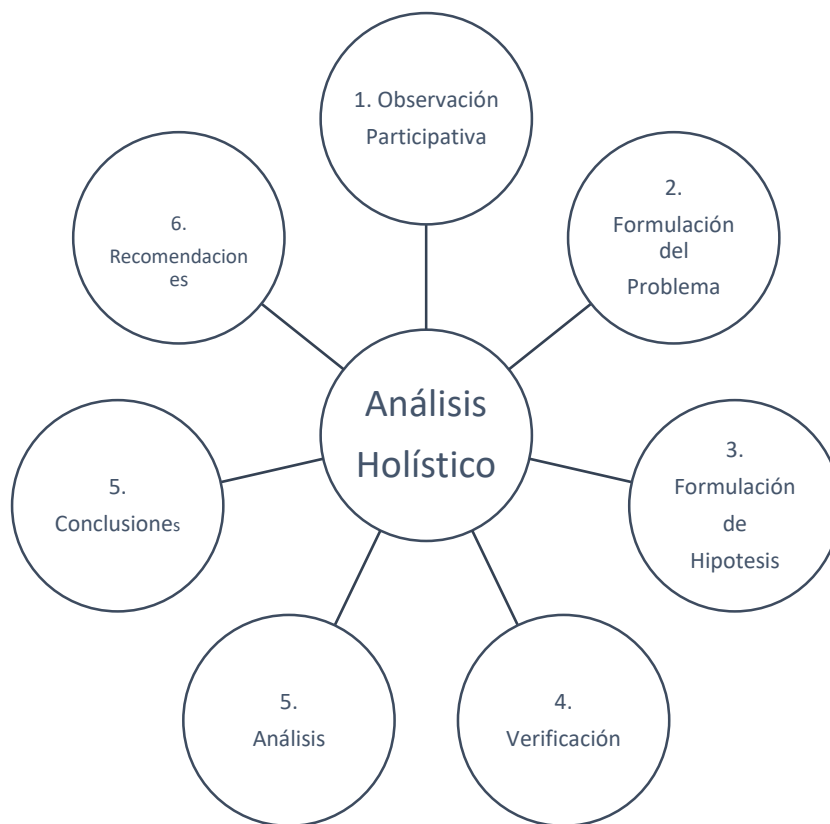 1. Observación
Participativa
2.
Formulación
del
Problema
3.
Formulación
de
Hipotesis
4.
Verificación
5.
Análisis
5.
Conclusiones
6.
Recomendacion
es
Análisis
Holístico